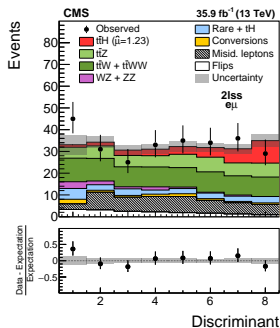 CMS 35.9 fb⁻¹ (13 TeV)
Events
Observed
tt̄H (μ̂=1.23)
tt̄Z
tt̄W + tt̄WW
WZ + ZZ
Rare + tH
Conversions
Misid. leptons
Flips
Uncertainty
2lss
eμ
80
70
60
50
40
30
20
10
0
Data - Expectation
Expectation
0.5
0.0
−0.5
2 4 6 8
Discriminant